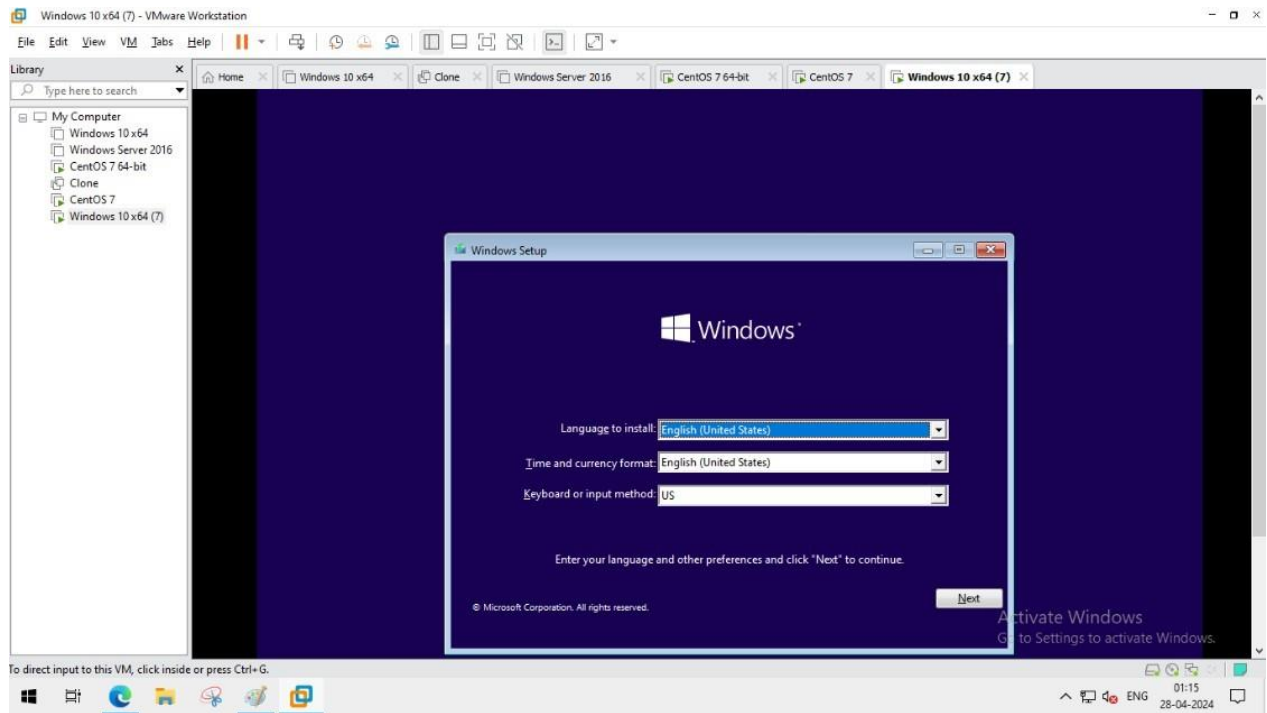 Windows 10 x64 (7) - VMware Workstation
File Edit View VM Tabs Help
Library
Type here to search
My Computer
Windows 10 x64
Windows Server 2016
CentOS 7 64-bit
Clone
CentOS 7
Windows 10 x64 (7)
Home Windows 10 x64 Clone Windows Server 2016 CentOS 7 64-bit CentOS 7 Windows 10 x64 (7)
Windows Setup
Windows
Language to install: English (United States)
Time and currency format: English (United States)
Keyboard or input method: US
Enter your language and other preferences and click "Next" to continue.
© Microsoft Corporation. All rights reserved.
Next
Activate Windows
Go to Settings to activate Windows.
To direct input to this VM, click inside or press Ctrl+G.
ENG
01:15
28-04-2024